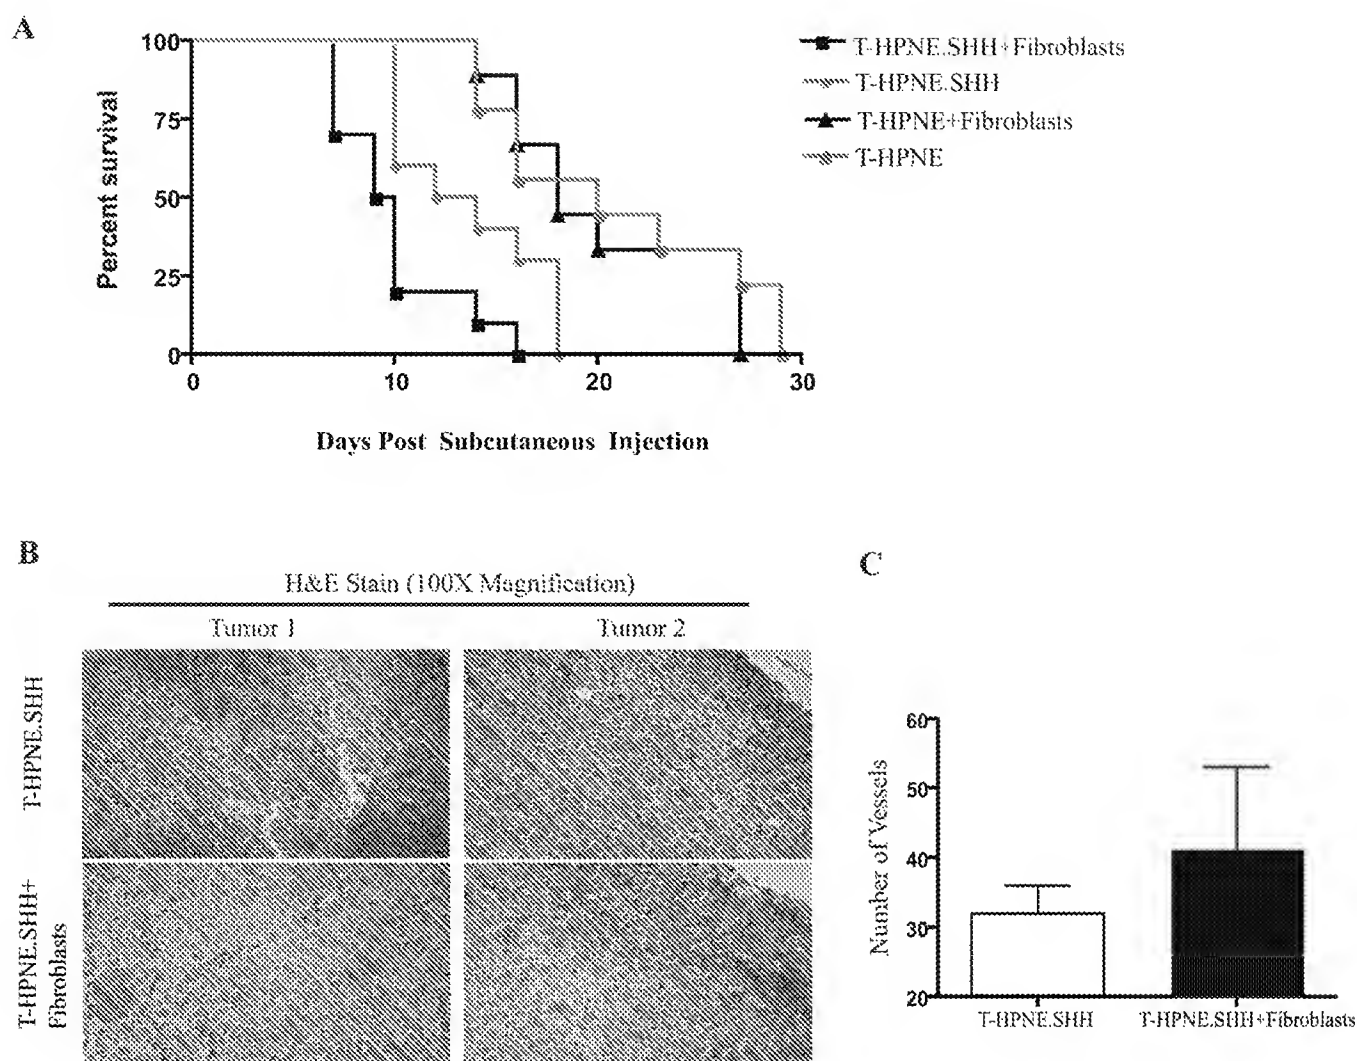 A
100
75
50
25
0
Percent survival
0 10 20 30
Days Post Subcutaneous Injection
T-HPNE.SHH+Fibroblasts
T-HPNE.SHH
T-HPNE+Fibroblasts
T-HPNE
B
H&E Stain (100X Magnification)
Tumor 1 Tumor 2
T-HPNE.SHH
T-HPNE.SHH+
Fibroblasts
C
60
50
40
30
20
Number of Vessels
T-HPNE.SHH T-HPNE.SHH+Fibroblasts